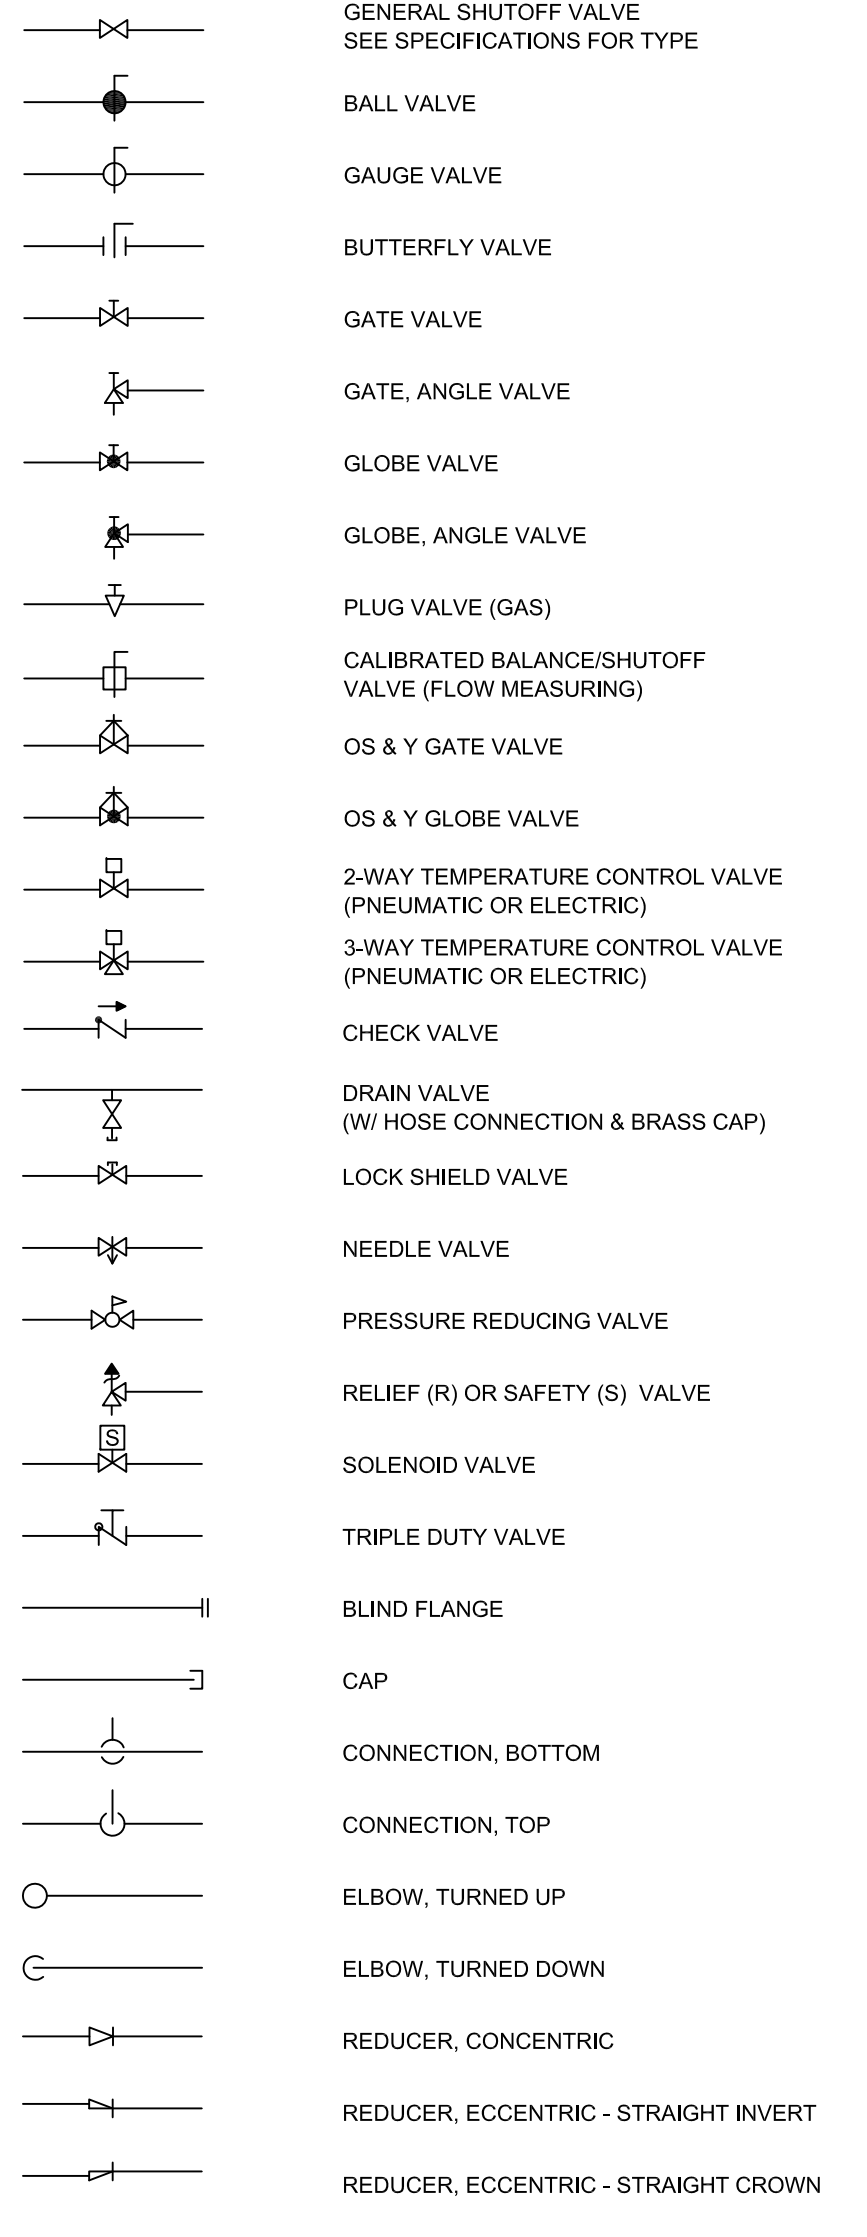 GENERAL SHUTOFF VALVE
SEE SPECIFICATIONS FOR TYPE
BALL VALVE
GAUGE VALVE
BUTTERFLY VALVE
GATE VALVE
GATE, ANGLE VALVE
GLOBE VALVE
GLOBE, ANGLE VALVE
PLUG VALVE (GAS)
CALIBRATED BALANCE/SHUTOFF
VALVE (FLOW MEASURING)
OS & Y GATE VALVE
OS & Y GLOBE VALVE
2-WAY TEMPERATURE CONTROL VALVE
(PNEUMATIC OR ELECTRIC)
3-WAY TEMPERATURE CONTROL VALVE
(PNEUMATIC OR ELECTRIC)
CHECK VALVE
DRAIN VALVE
(W/ HOSE CONNECTION & BRASS CAP)
LOCK SHIELD VALVE
NEEDLE VALVE
PRESSURE REDUCING VALVE
RELIEF (R) OR SAFETY (S) VALVE
S
SOLENOID VALVE
TRIPLE DUTY VALVE
BLIND FLANGE
CAP
CONNECTION, BOTTOM
CONNECTION, TOP
ELBOW, TURNED UP
ELBOW, TURNED DOWN
REDUCER, CONCENTRIC
REDUCER, ECCENTRIC - STRAIGHT INVERT
REDUCER, ECCENTRIC - STRAIGHT CROWN